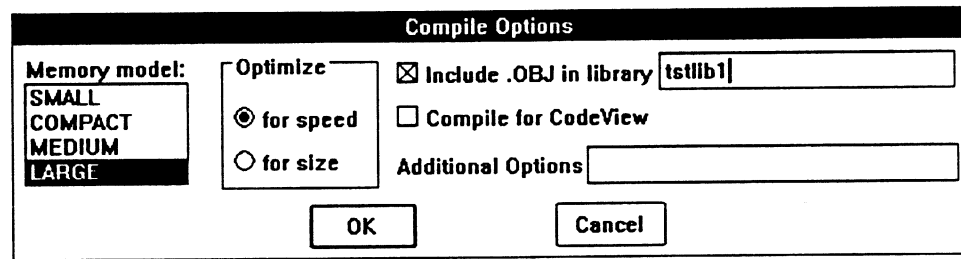 Compile Options
Memory model:
SMALL
COMPACT
MEDIUM
LARGE
Optimize
for speed
for size
Include .OBJ in library tstlib1
Compile for CodeView
Additional Options
OK
Cancel